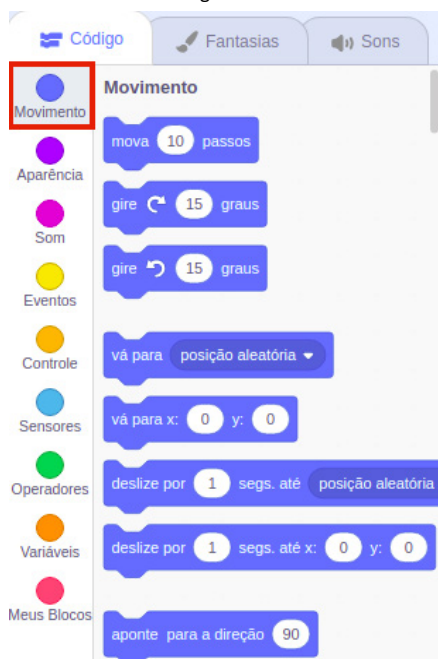 Código
Fantasias
Sons
Movimento
Aparência
Som
Eventos
Controle
Sensores
Operadores
Variáveis
Meus Blocos
Movimento
mova 10 passos
gire 15 graus
gire 15 graus
vá para posição aleatória
vá para x: 0 y: 0
deslize por 1 segs. até posição aleatória
deslize por 1 segs. até x: 0 y: 0
aponte para a direção 90